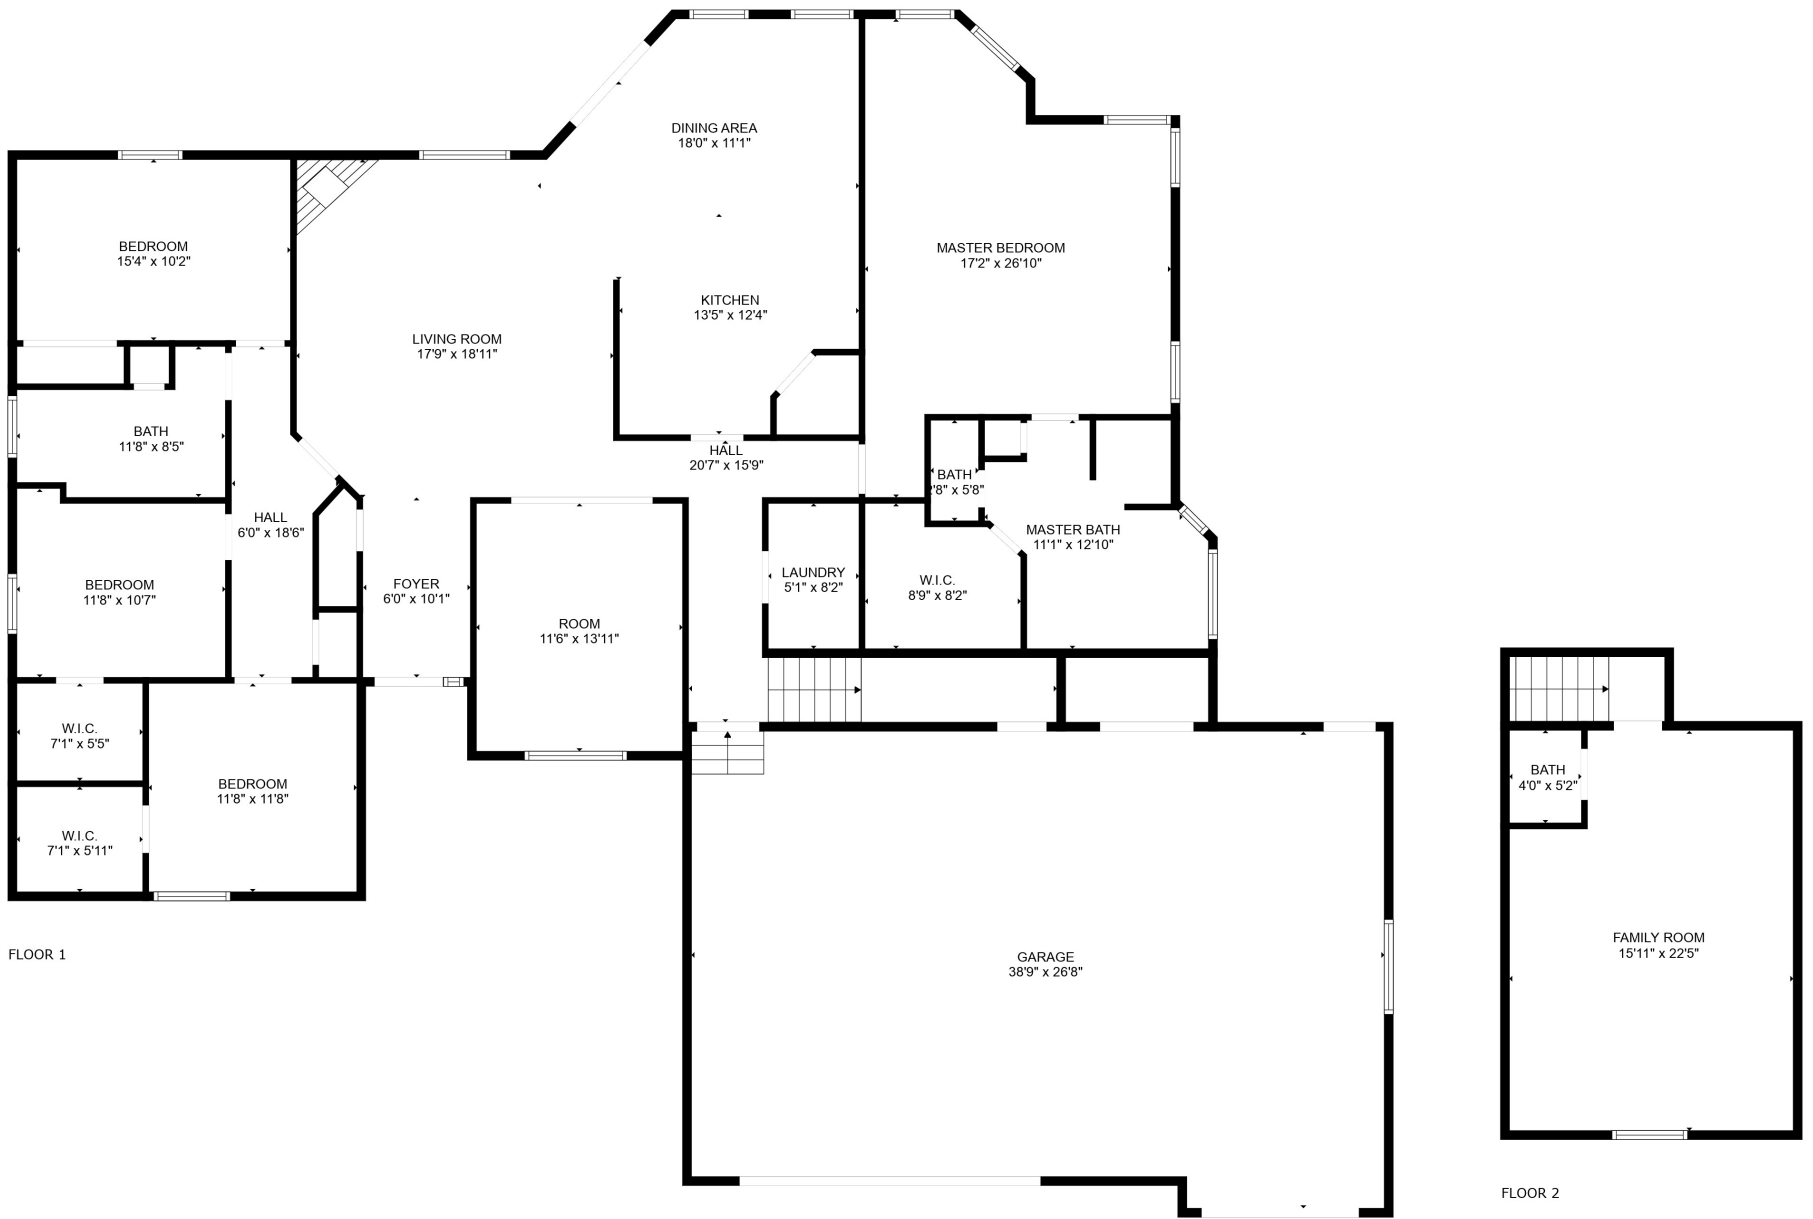 DINING AREA
18'0" x 11'1"
BEDROOM
15'4" x 10'2"
MASTER BEDROOM
17'2" x 26'10"
KITCHEN
13'5" x 12'4"
LIVING ROOM
17'9" x 18'11"
BATH
11'8" x 8'5"
HALL
20'7" x 15'9"
BATH
'8" x 5'8"
HALL
6'0" x 18'6"
MASTER BATH
11'1" x 12'10"
BEDROOM
11'8" x 10'7"
FOYER
6'0" x 10'1"
LAUNDRY
5'1" x 8'2"
W.I.C.
8'9" x 8'2"
ROOM
11'6" x 13'11"
W.I.C.
7'1" x 5'5"
BEDROOM
11'8" x 11'8"
W.I.C.
7'1" x 5'11"
BATH
4'0" x 5'2"
GARAGE
38'9" x 26'8"
FAMILY ROOM
15'11" x 22'5"
FLOOR 1
FLOOR 2